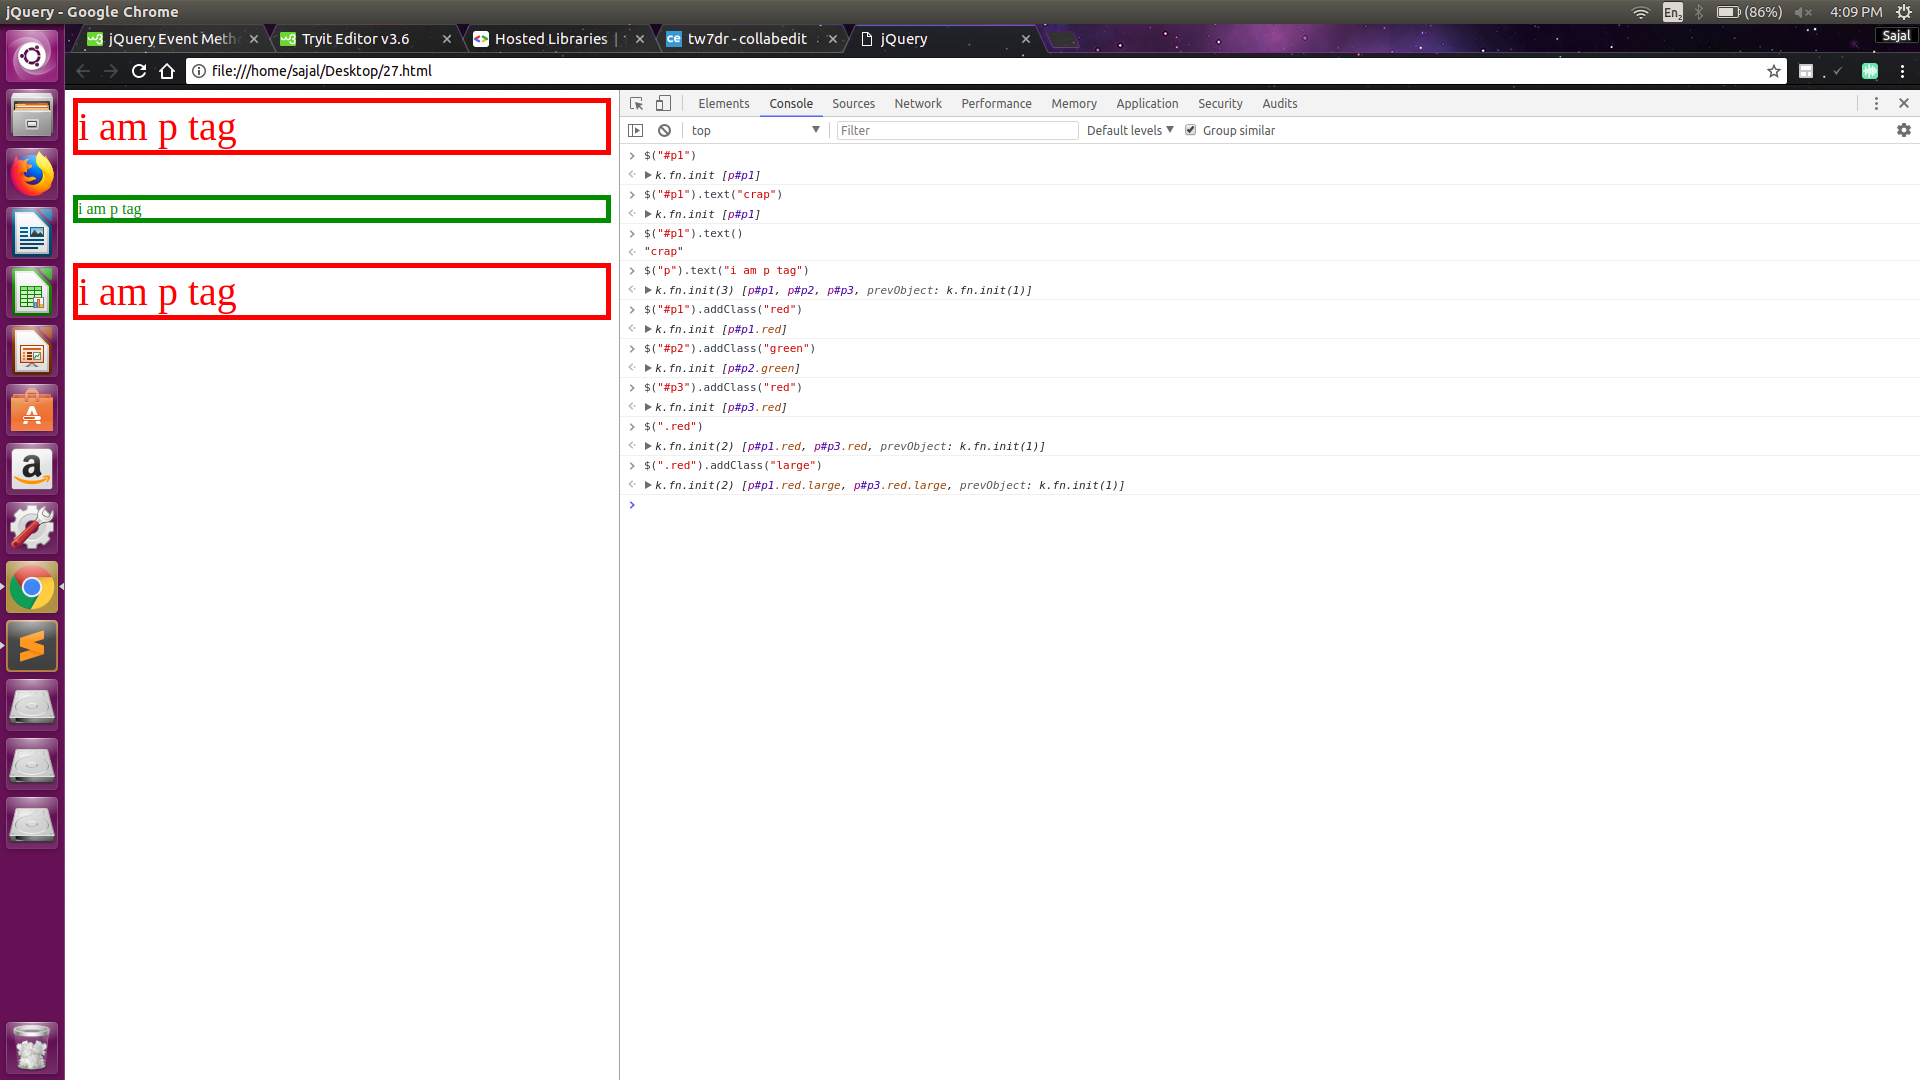 jQuery - Google Chrome
En2
(86%)
4:09 PM
jQuery Event Meth
Tryit Editor v3.6
Hosted Libraries |
ce tw7dr - collabedit
jQuery
Sajal
file:///home/sajal/Desktop/27.html
i am p tag
i am p tag
i am p tag
Elements Console Sources Network Performance Memory Application Security Audits
top Filter Default levels Group similar
$("#p1")
k.fn.init [p#p1]
$("#p1").text("crap")
k.fn.init [p#p1]
$("#p1").text()
"crap"
$("p").text("i am p tag")
k.fn.init(3) [p#p1, p#p2, p#p3, prevObject: k.fn.init(1)]
$("#p1").addClass("red")
k.fn.init [p#p1.red]
$("#p2").addClass("green")
k.fn.init [p#p2.green]
$("#p3").addClass("red")
k.fn.init [p#p3.red]
$(".red")
k.fn.init(2) [p#p1.red, p#p3.red, prevObject: k.fn.init(1)]
$(".red").addClass("large")
k.fn.init(2) [p#p1.red.large, p#p3.red.large, prevObject: k.fn.init(1)]